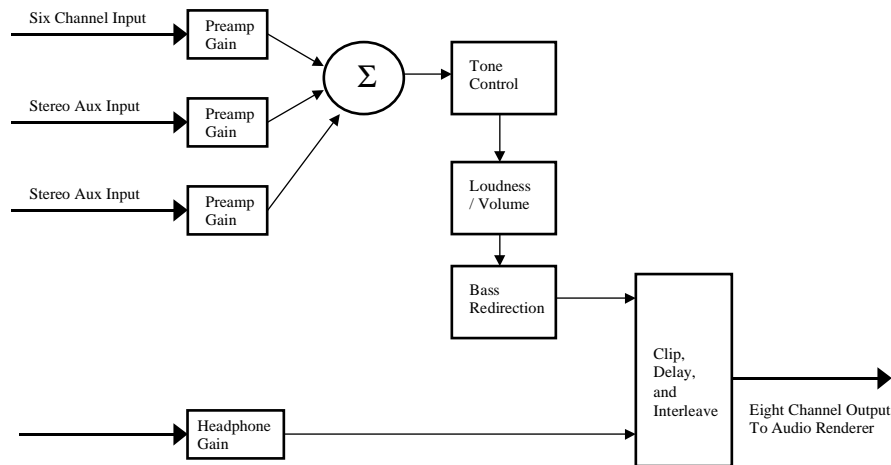 Six Channel Input
Preamp
Gain
Σ
Tone
Control
Stereo Aux Input
Preamp
Gain
Stereo Aux Input
Preamp
Gain
Loudness
/ Volume
Bass
Redirection
Clip,
Delay,
and
Interleave
Headphone
Gain
Eight Channel Output
To Audio Renderer